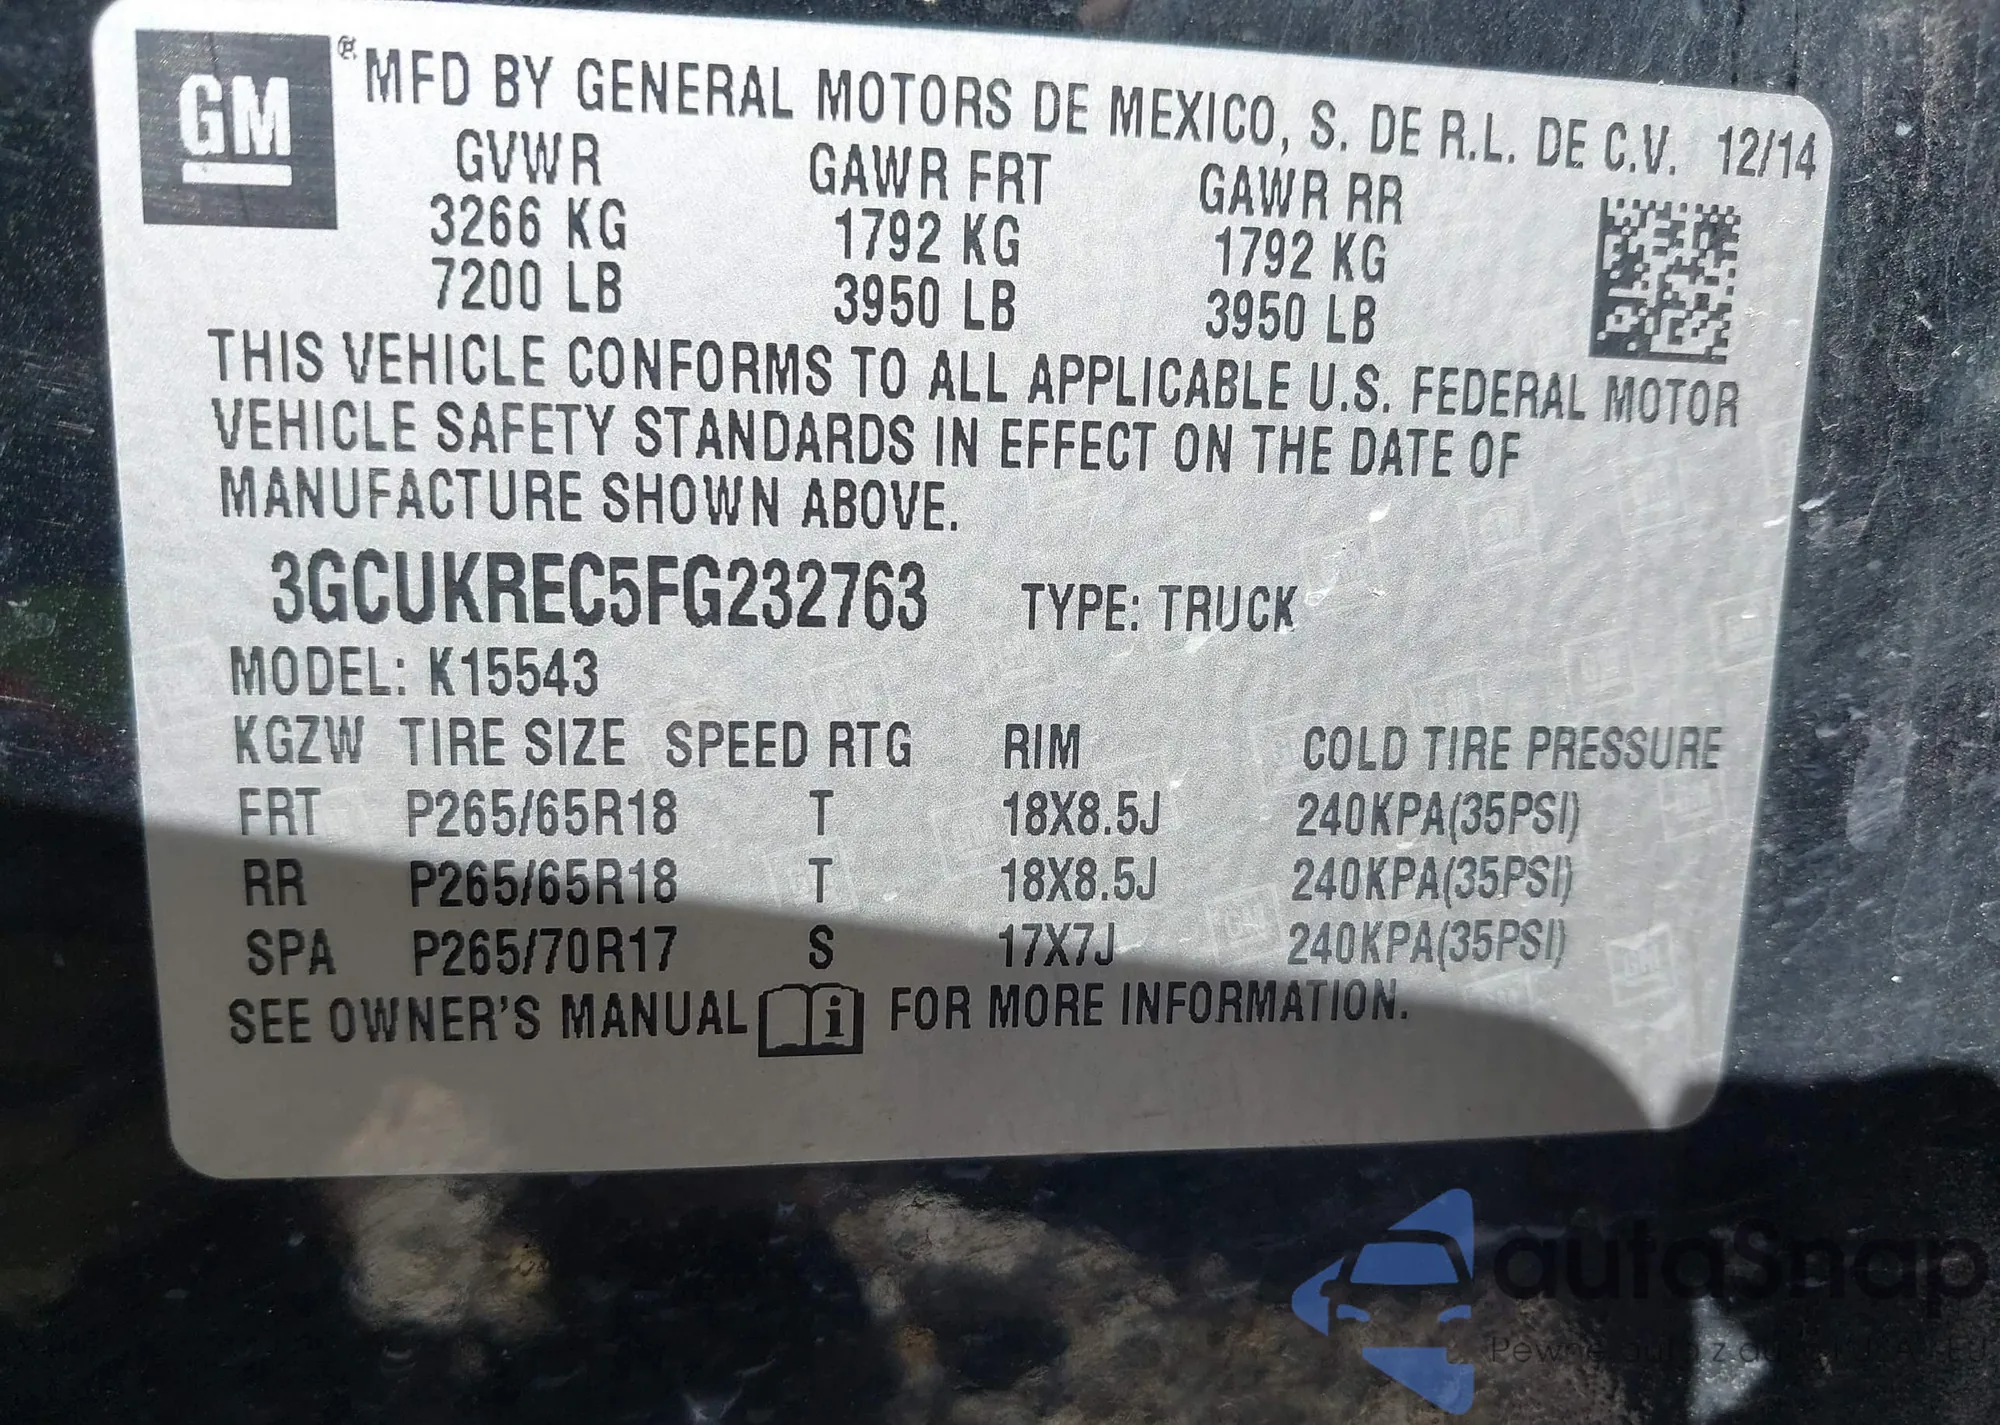 GM
® MFD BY GENERAL MOTORS DE MEXICO, S. DE R.L. DE C.V. 12/14
GVWR GAWR FRT GAWR RR
3266 KG 1792 KG 1792 KG
7200 LB 3950 LB 3950 LB
THIS VEHICLE CONFORMS TO ALL APPLICABLE U.S. FEDERAL MOTOR
VEHICLE SAFETY STANDARDS IN EFFECT ON THE DATE OF
MANUFACTURE SHOWN ABOVE.
3GCUKREC5FG232763 TYPE: TRUCK
MODEL: K15543
KGZW TIRE SIZE SPEED RTG RIM COLD TIRE PRESSURE
FRT P265/65R18 T 18X8.5J 240KPA(35PSI)
RR P265/65R18 T 18X8.5J 240KPA(35PSI)
SPA P265/70R17 S 17X7J 240KPA(35PSI)
SEE OWNER'S MANUAL i FOR MORE INFORMATION.
autoSnap
Pewne auto z